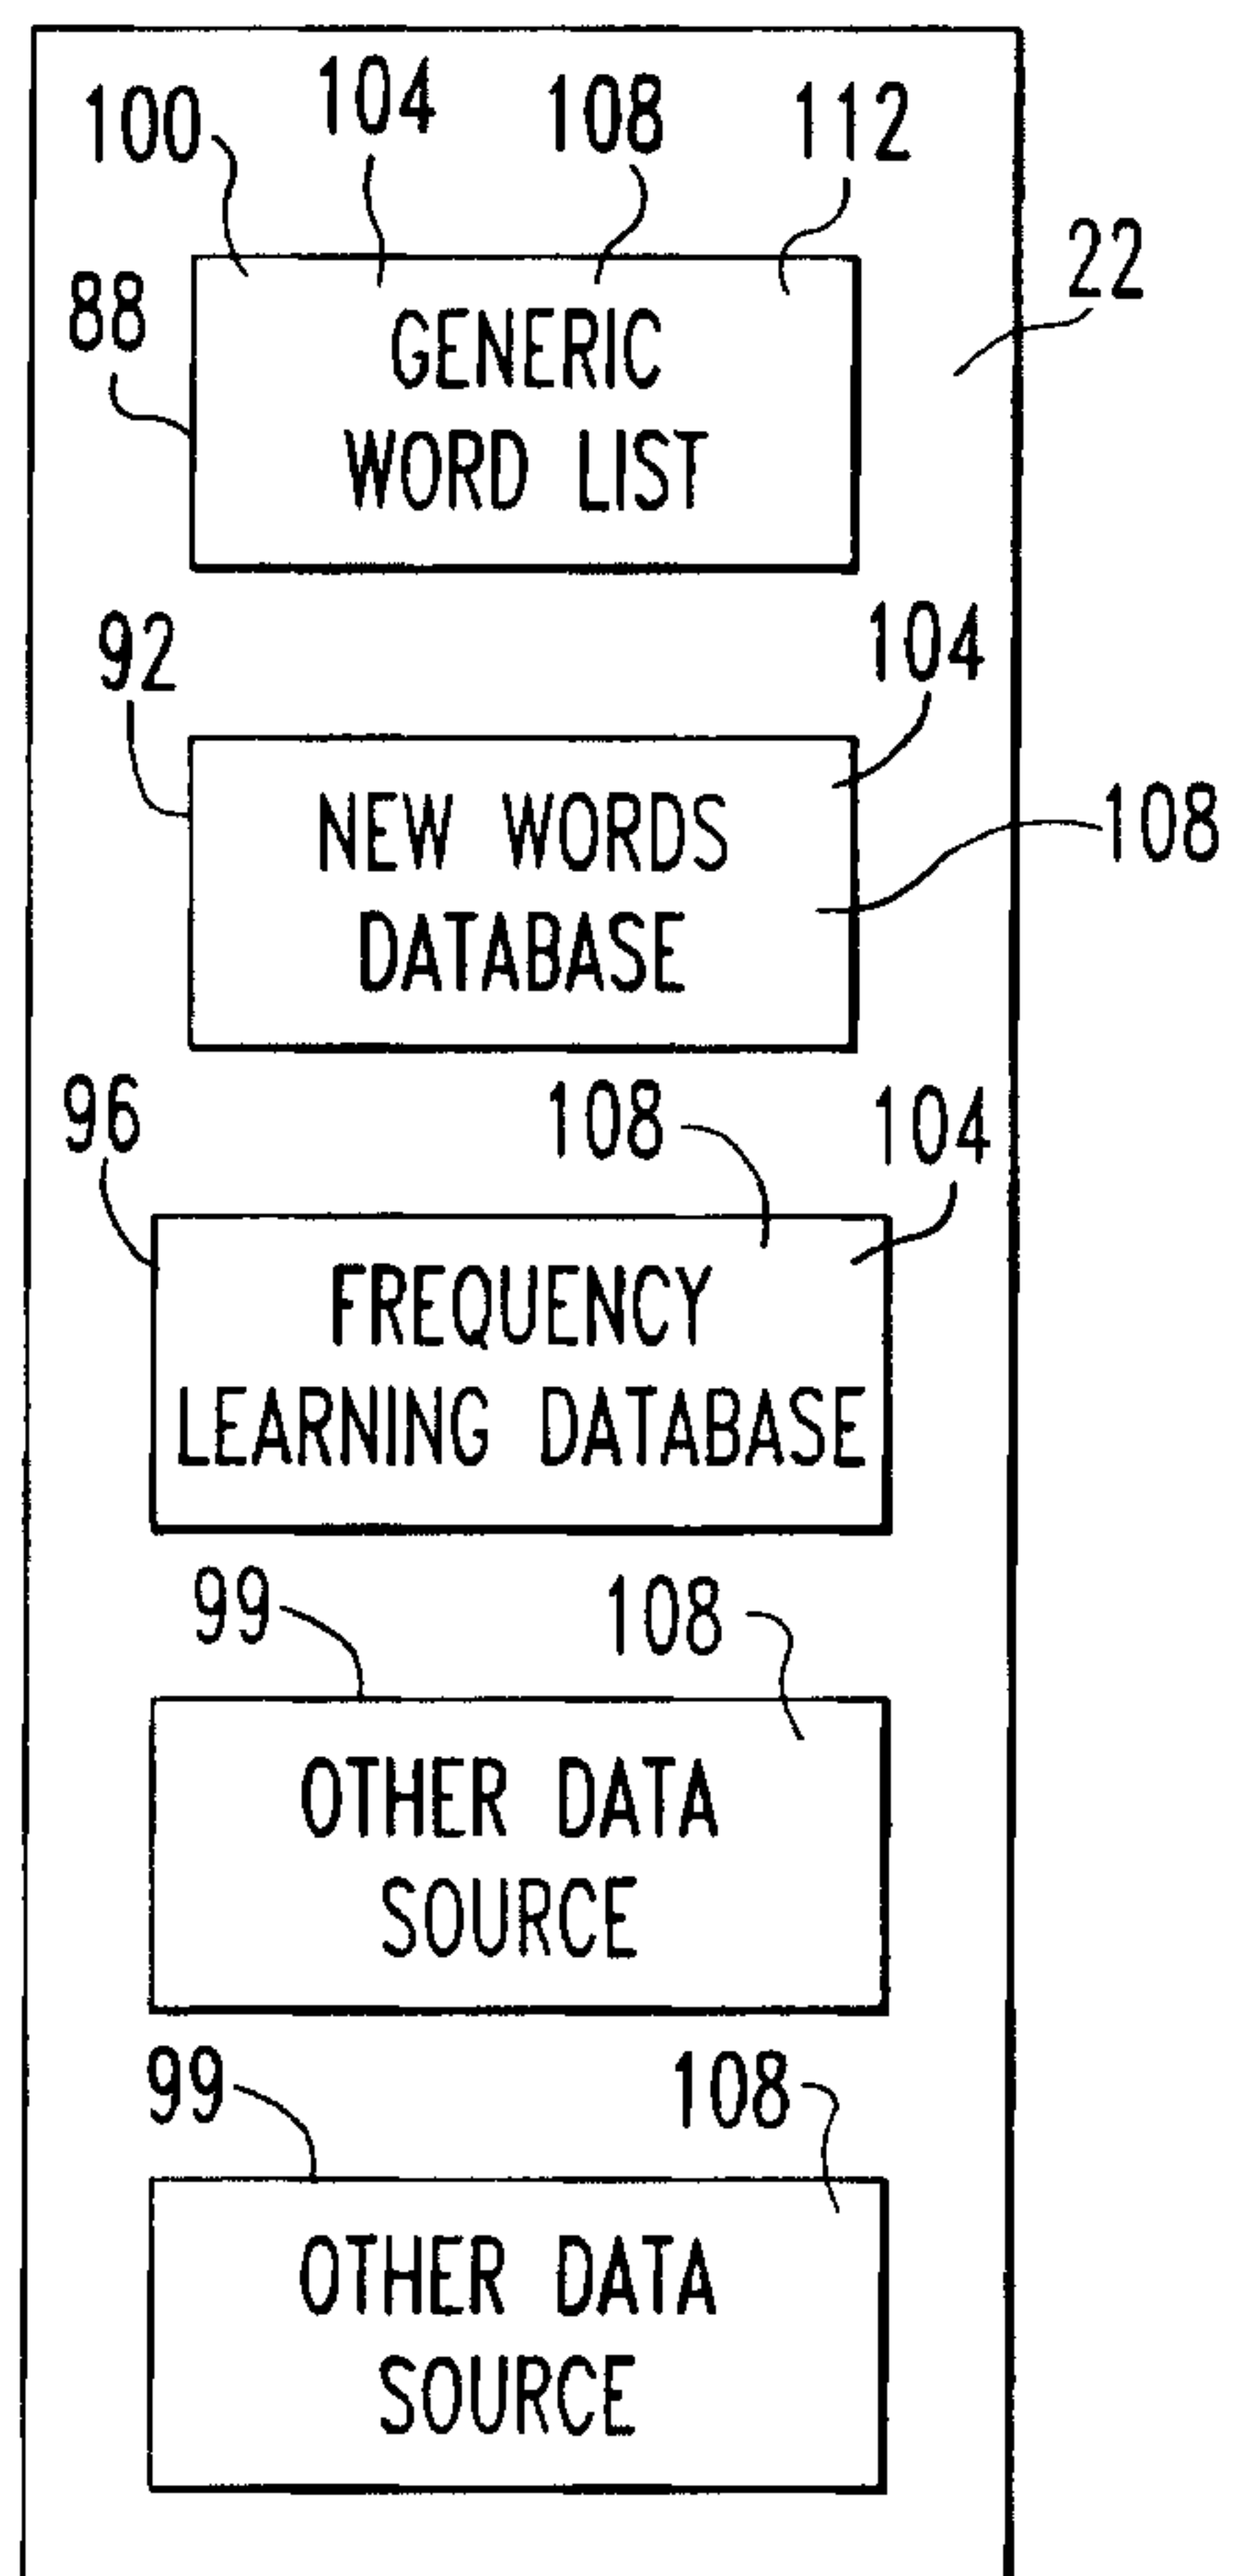 100 104 108 112
22
88
GENERIC
WORD LIST
92 104
NEW WORDS
108
DATABASE
96 108 104
FREQUENCY
LEARNING DATABASE
99 108
OTHER DATA
SOURCE
99 108
OTHER DATA
SOURCE